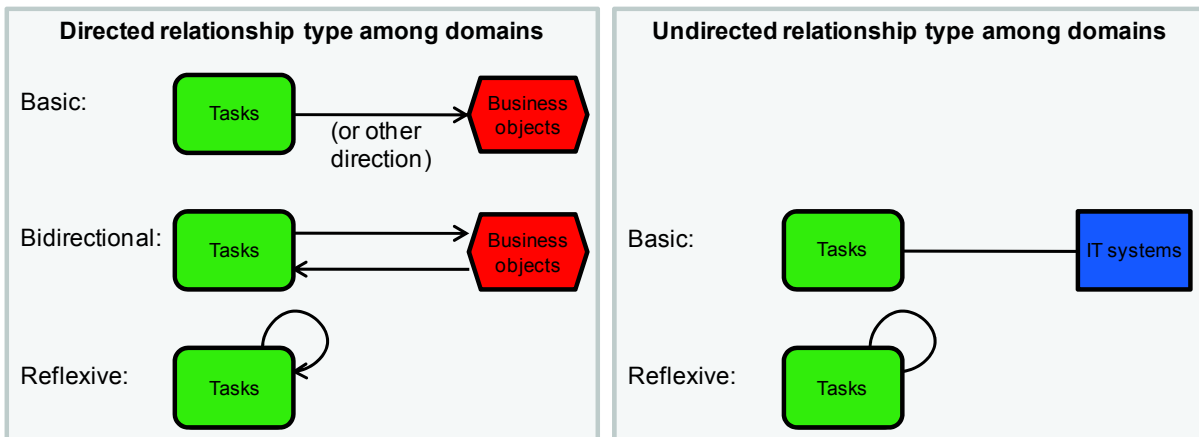 Directed relationship type among domains
Basic:
Tasks
(or other
direction)
Business
objects
Bidirectional:
Tasks
Business
objects
Reflexive:
Tasks
Undirected relationship type among domains
Basic:
Tasks
IT systems
Reflexive:
Tasks